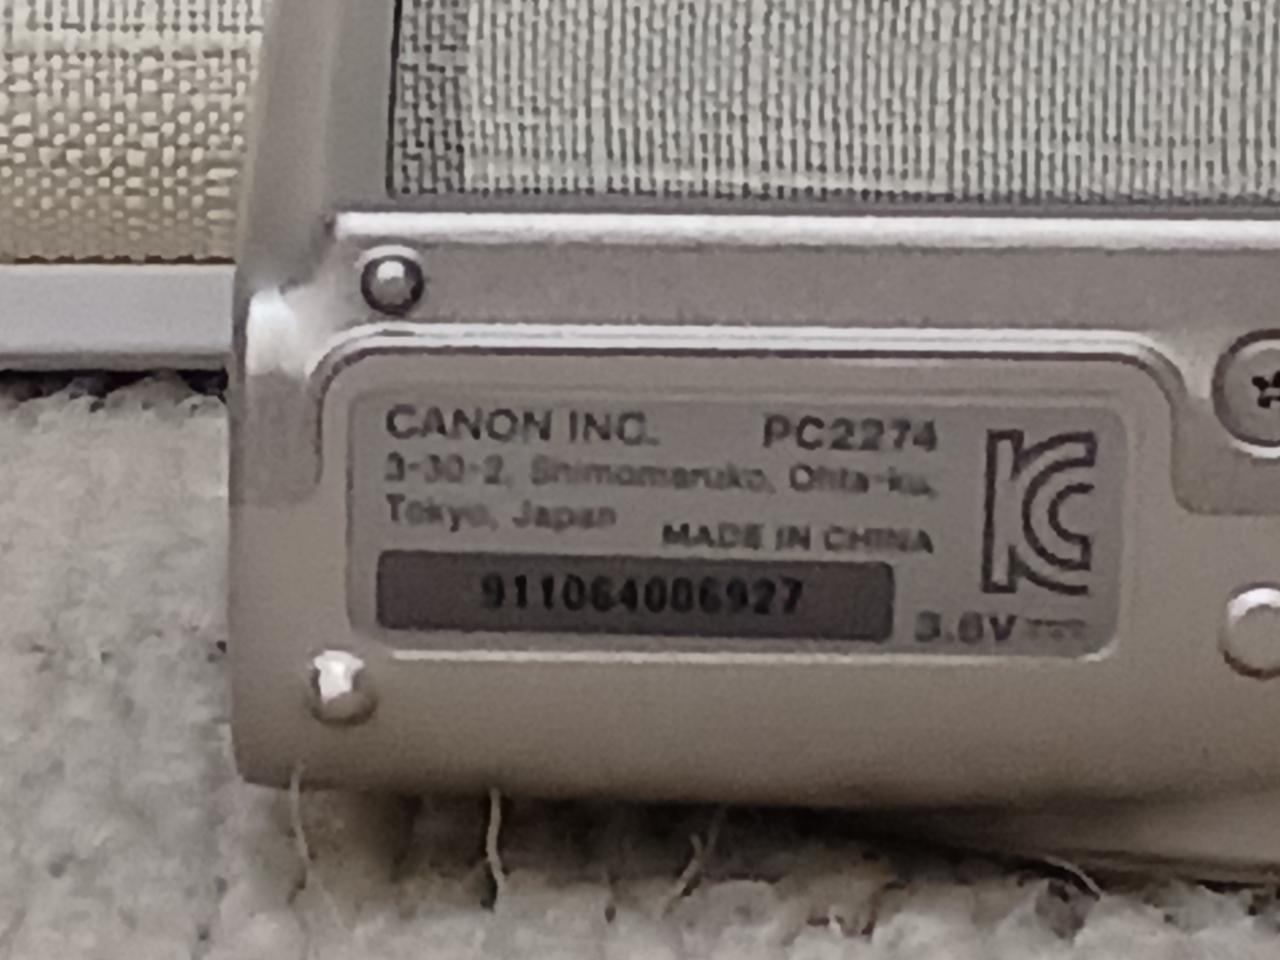 CANON INC. PC2274
3-30-2, Shimomaruko, Ohta-ku,
Tokyo, Japan MADE IN CHINA
911064006927
3.6V